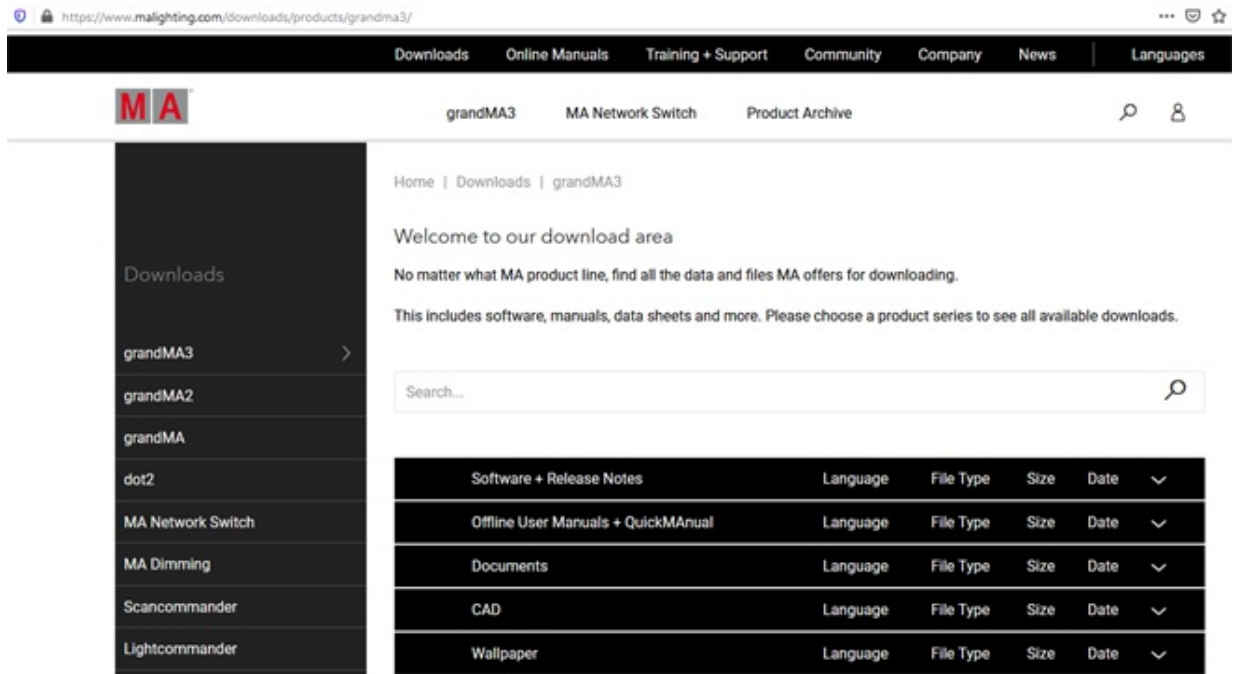 https://www.malighting.com/downloads/products/grandma3/
Downloads Online Manuals Training + Support Community Company News Languages
MA grandMA3 MA Network Switch Product Archive
Home | Downloads | grandMA3
Welcome to our download area
No matter what MA product line, find all the data and files MA offers for downloading.
This includes software, manuals, data sheets and more. Please choose a product series to see all available downloads.
Search...
Downloads
grandMA3
grandMA2
grandMA
dot2
MA Network Switch
MA Dimming
Scancommander
Lightcommander
Software + Release Notes Language File Type Size Date
Offline User Manuals + QuickMAnual Language File Type Size Date
Documents Language File Type Size Date
CAD Language File Type Size Date
Wallpaper Language File Type Size Date